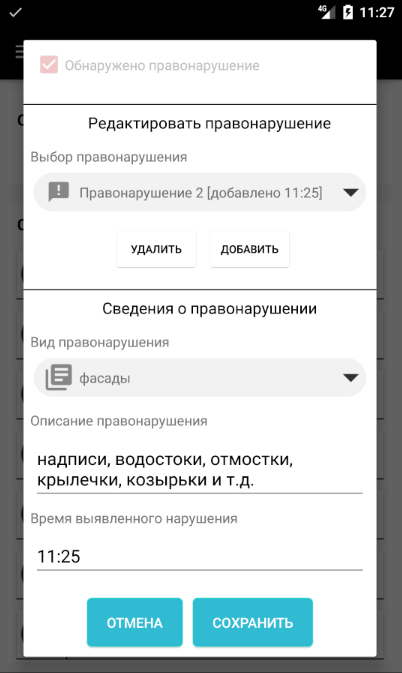 4G 11:27
Обнаружено правонарушение
Редактировать правонарушение
Выбор правонарушения
Правонарушение 2 [добавлено 11:25]
УДАЛИТЬ ДОБАВИТЬ
Сведения о правонарушении
Вид правонарушения
фасады
Описание правонарушения
надписи, водостоки, отмостки,
крылечки, козырьки и т.д.
Время выявленного нарушения
11:25
ОТМЕНА СОХРАНИТЬ